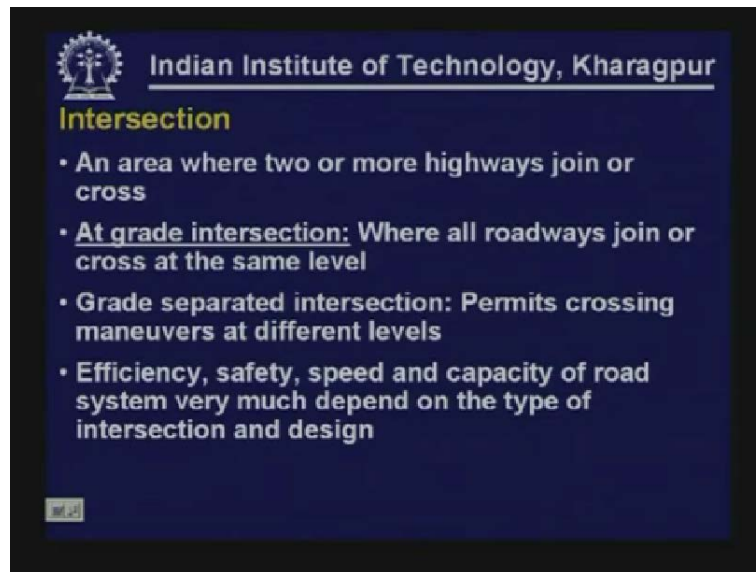 Indian Institute of Technology, Kharagpur
Intersection
• An area where two or more highways join or
cross
• At grade intersection: Where all roadways join or
cross at the same level
• Grade separated intersection: Permits crossing
maneuvers at different levels
• Efficiency, safety, speed and capacity of road
system very much depend on the type of
intersection and design